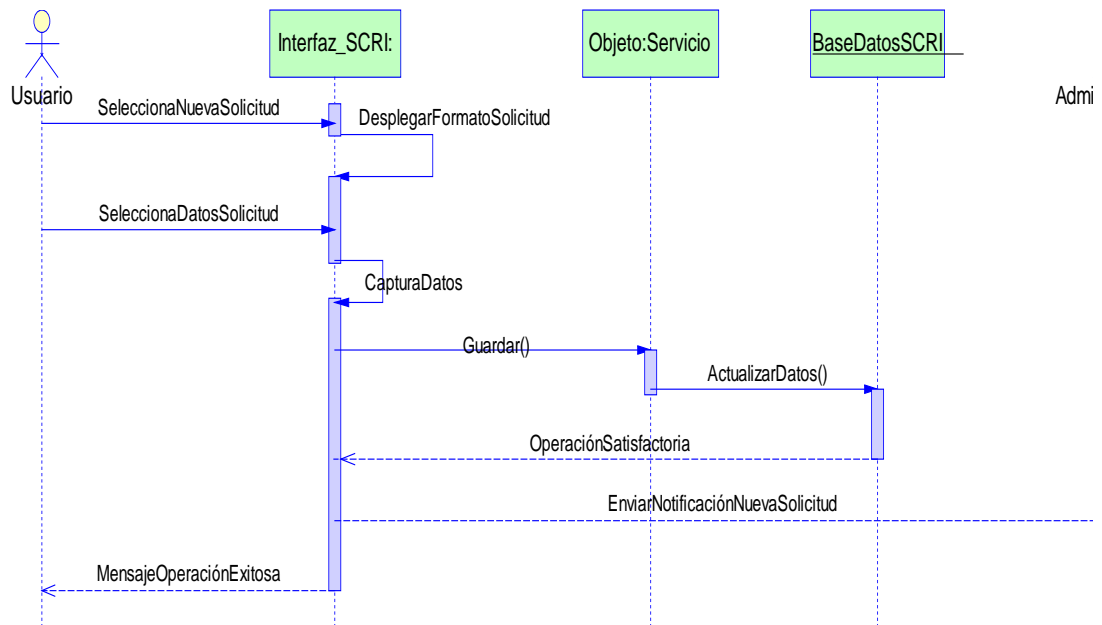 Interfaz_SCRI:
Objeto:Servicio
BaseDatosSCRI
Usuario
Admi
SeleccionaNuevaSolicitud
DesplegarFormatoSolicitud
SeleccionaDatosSolicitud
CapturaDatos
Guardar()
ActualizarDatos()
OperaciónSatisfactoria
EnviarNotificaciónNuevaSolicitud
MensajeOperaciónExitosa